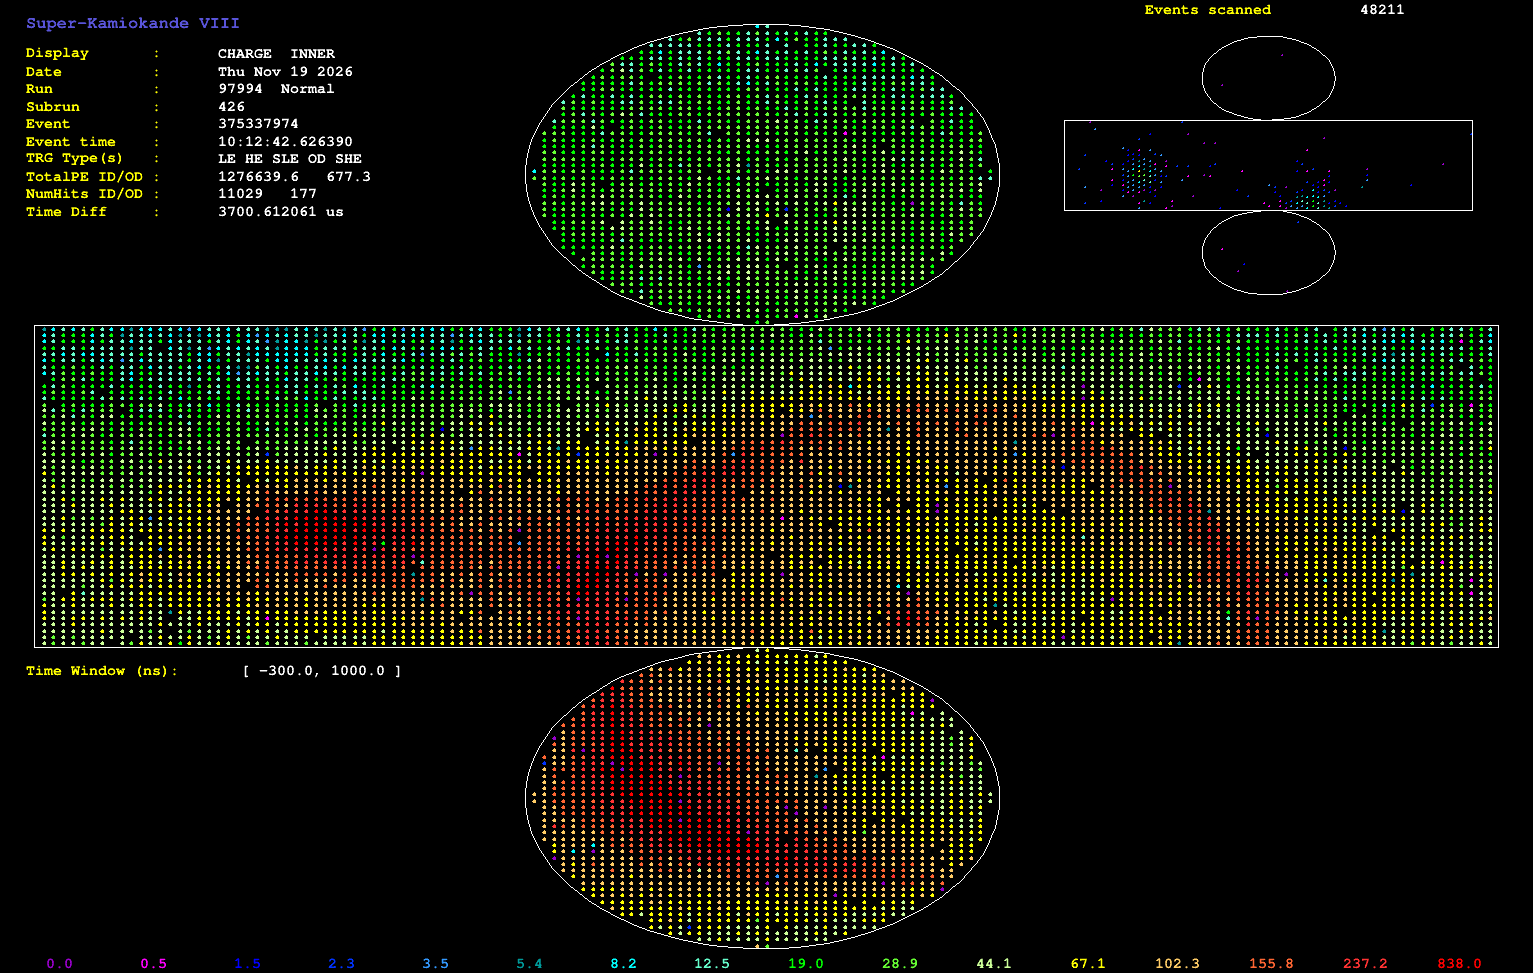 Super-Kamiokande VIII
Events scanned 48211
Display : CHARGE INNER
Date : Thu Nov 19 2026
Run : 97994 Normal
Subrun : 426
Event : 375337974
Event time : 10:12:42.626390
TRG Type(s) : LE HE SLE OD SHE
TotalPE ID/OD : 1276639.6 677.3
NumHits ID/OD : 11029 177
Time Diff : 3700.612061 us
Time Window (ns): [ -300.0, 1000.0 ]
0.0 0.5 1.5 2.3 3.5 5.4 8.2 12.5 19.0 28.9 44.1 67.1 102.3 155.8 237.2 838.0